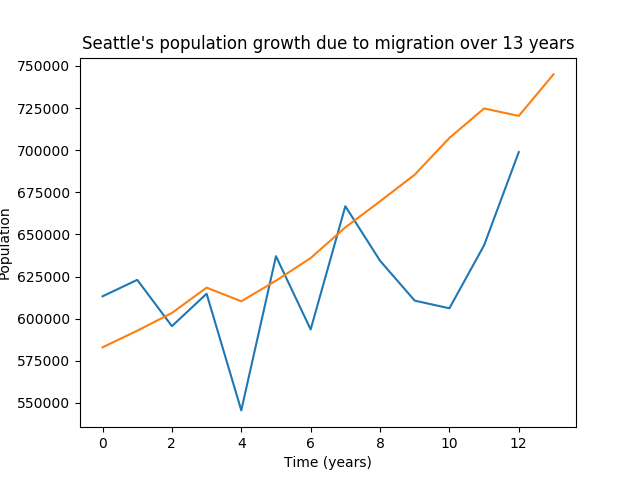 Seattle's population growth due to migration over 13 years
750000
725000
700000
675000
650000
625000
600000
575000
550000
Population
0 2 4 6 8 10 12
Time (years)